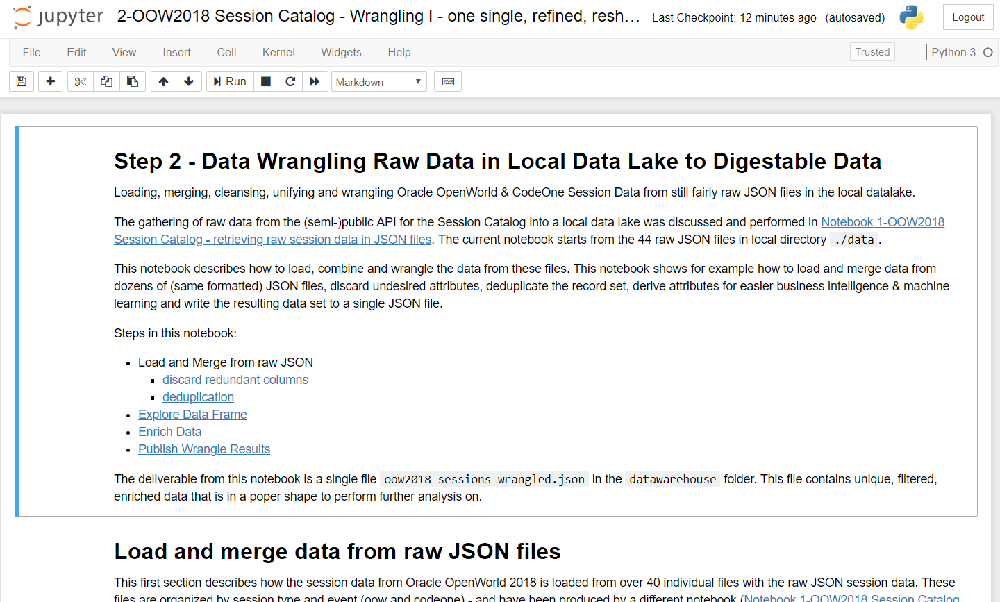 jupyter 2-OOW2018 Session Catalog - Wrangling I - one single, refined, resh… Last Checkpoint: 12 minutes ago (autosaved) Logout
File Edit View Insert Cell Kernel Widgets Help Trusted Python 3
Run Markdown
Step 2 - Data Wrangling Raw Data in Local Data Lake to Digestable Data
Loading, merging, cleansing, unifying and wrangling Oracle OpenWorld & CodeOne Session Data from still fairly raw JSON files in the local datalake.
The gathering of raw data from the (semi-)public API for the Session Catalog into a local data lake was discussed and performed in Notebook 1-OOW2018
Session Catalog - retrieving raw session data in JSON files. The current notebook starts from the 44 raw JSON files in local directory ./data.
This notebook describes how to load, combine and wrangle the data from these files. This notebook shows for example how to load and merge data from
dozens of (same formatted) JSON files, discard undesired attributes, deduplicate the record set, derive attributes for easier business intelligence & machine
learning and write the resulting data set to a single JSON file.
Steps in this notebook:
• Load and Merge from raw JSON
▪ discard redundant columns
▪ deduplication
• Explore Data Frame
• Enrich Data
• Publish Wrangle Results
The deliverable from this notebook is a single file oow2018-sessions-wrangled.json in the datawarehouse folder. This file contains unique, filtered,
enriched data that is in a poper shape to perform further analysis on.
Load and merge data from raw JSON files
This first section describes how the session data from Oracle OpenWorld 2018 is loaded from over 40 individual files with the raw JSON session data. These
files are organized by session type and event (oow and codeone) - and have been produced by a different notebook (Notebook 1-OOW2018 Session Catalog